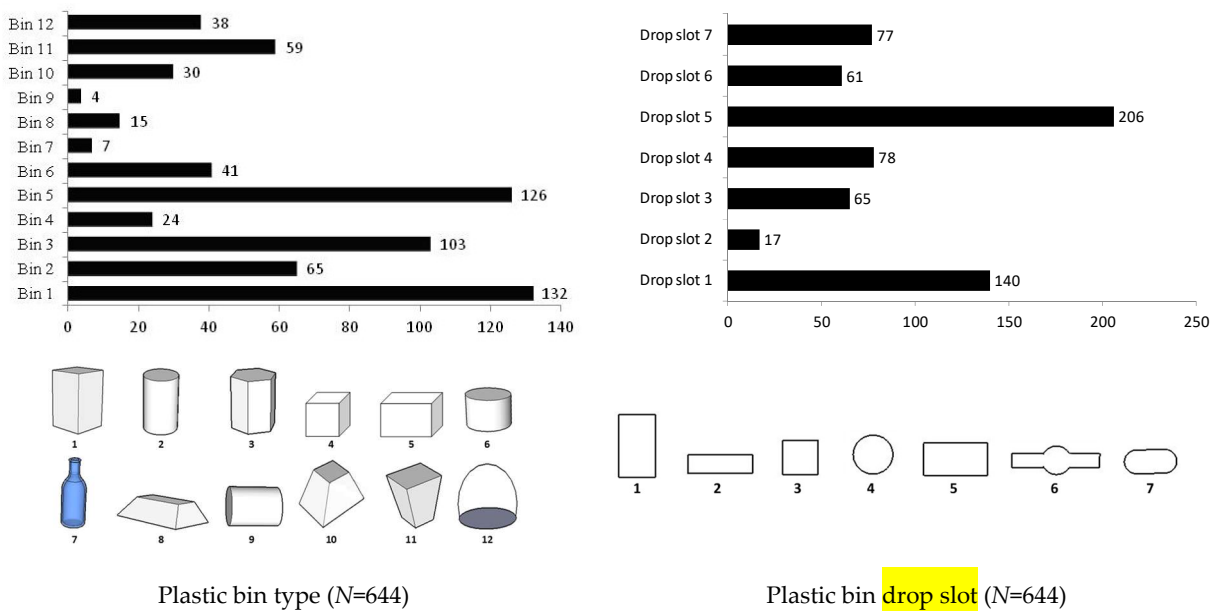 Bin 12
38
Bin 11
59
Bin 10
30
Bin 9
4
Bin 8
15
Bin 7
7
Bin 6
41
Bin 5
126
Bin 4
24
Bin 3
103
Bin 2
65
Bin 1
132
0 20 40 60 80 100 120 140
1 2 3 4 5 6
7 8 9 10 11 12
Plastic bin type (N=644)
Drop slot 7
77
Drop slot 6
61
Drop slot 5
206
Drop slot 4
78
Drop slot 3
65
Drop slot 2
17
Drop slot 1
140
0 50 100 150 200 250
1 2 3 4 5 6 7
Plastic bin drop slot (N=644)